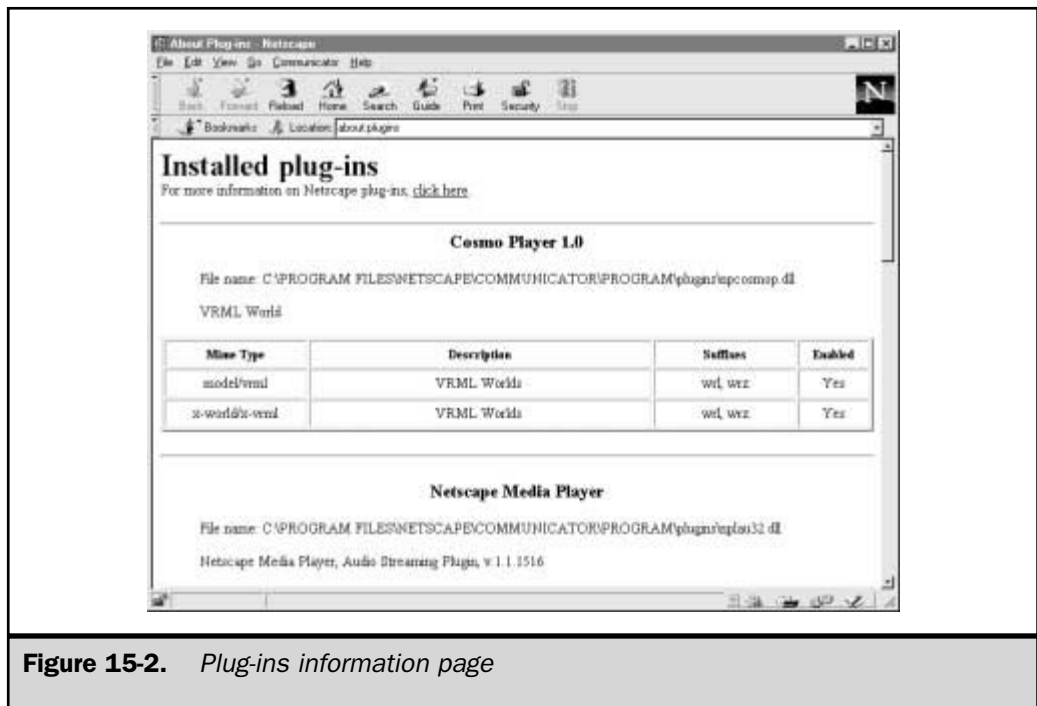 About Plug-ins - Netscape
File Edit View Go Communicator Help
Back Forward Reload Home Search Guide Print Security Stop
N
Bookmarks Location: about:plugins
Installed plug-ins
For more information on Netscape plug-ins, click here.
Cosmo Player 1.0
File name: C:\PROGRAM FILES\NETSCAPE\COMMUNICATOR\PROGRAM\plugins\npcosmop.dll
VRML World
Mime Type Description Suffixes Enabled
model/vrml VRML Worlds wrl, wrz Yes
x-world/x-vrml VRML Worlds wrl, wrz Yes
Netscape Media Player
File name: C:\PROGRAM FILES\NETSCAPE\COMMUNICATOR\PROGRAM\plugins\nplau32.dll
Netscape Media Player, Audio Streaming Plugin, v.1.1.1516
Figure 15-2. Plug-ins information page